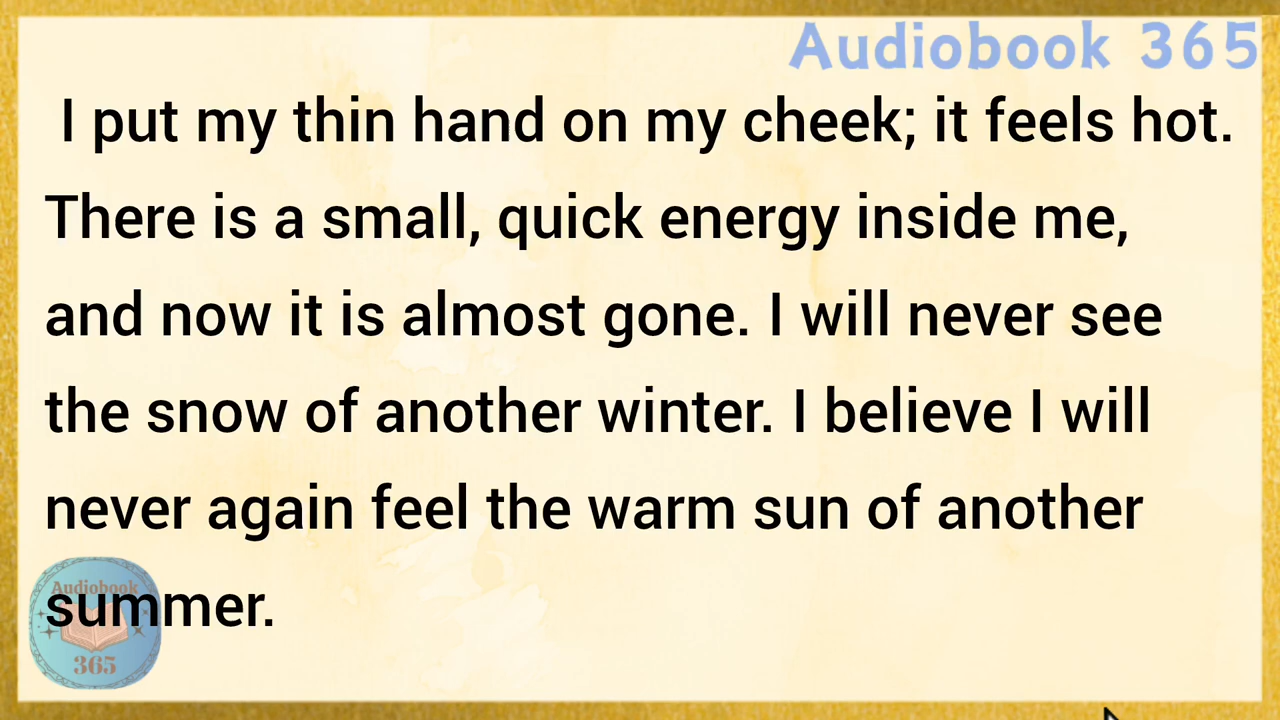 Audiobook 365
I put my thin hand on my cheek; it feels hot.
There is a small, quick energy inside me,
and now it is almost gone. I will never see
the snow of another winter. I believe I will
never again feel the warm sun of another
Audiobook
summer.
365